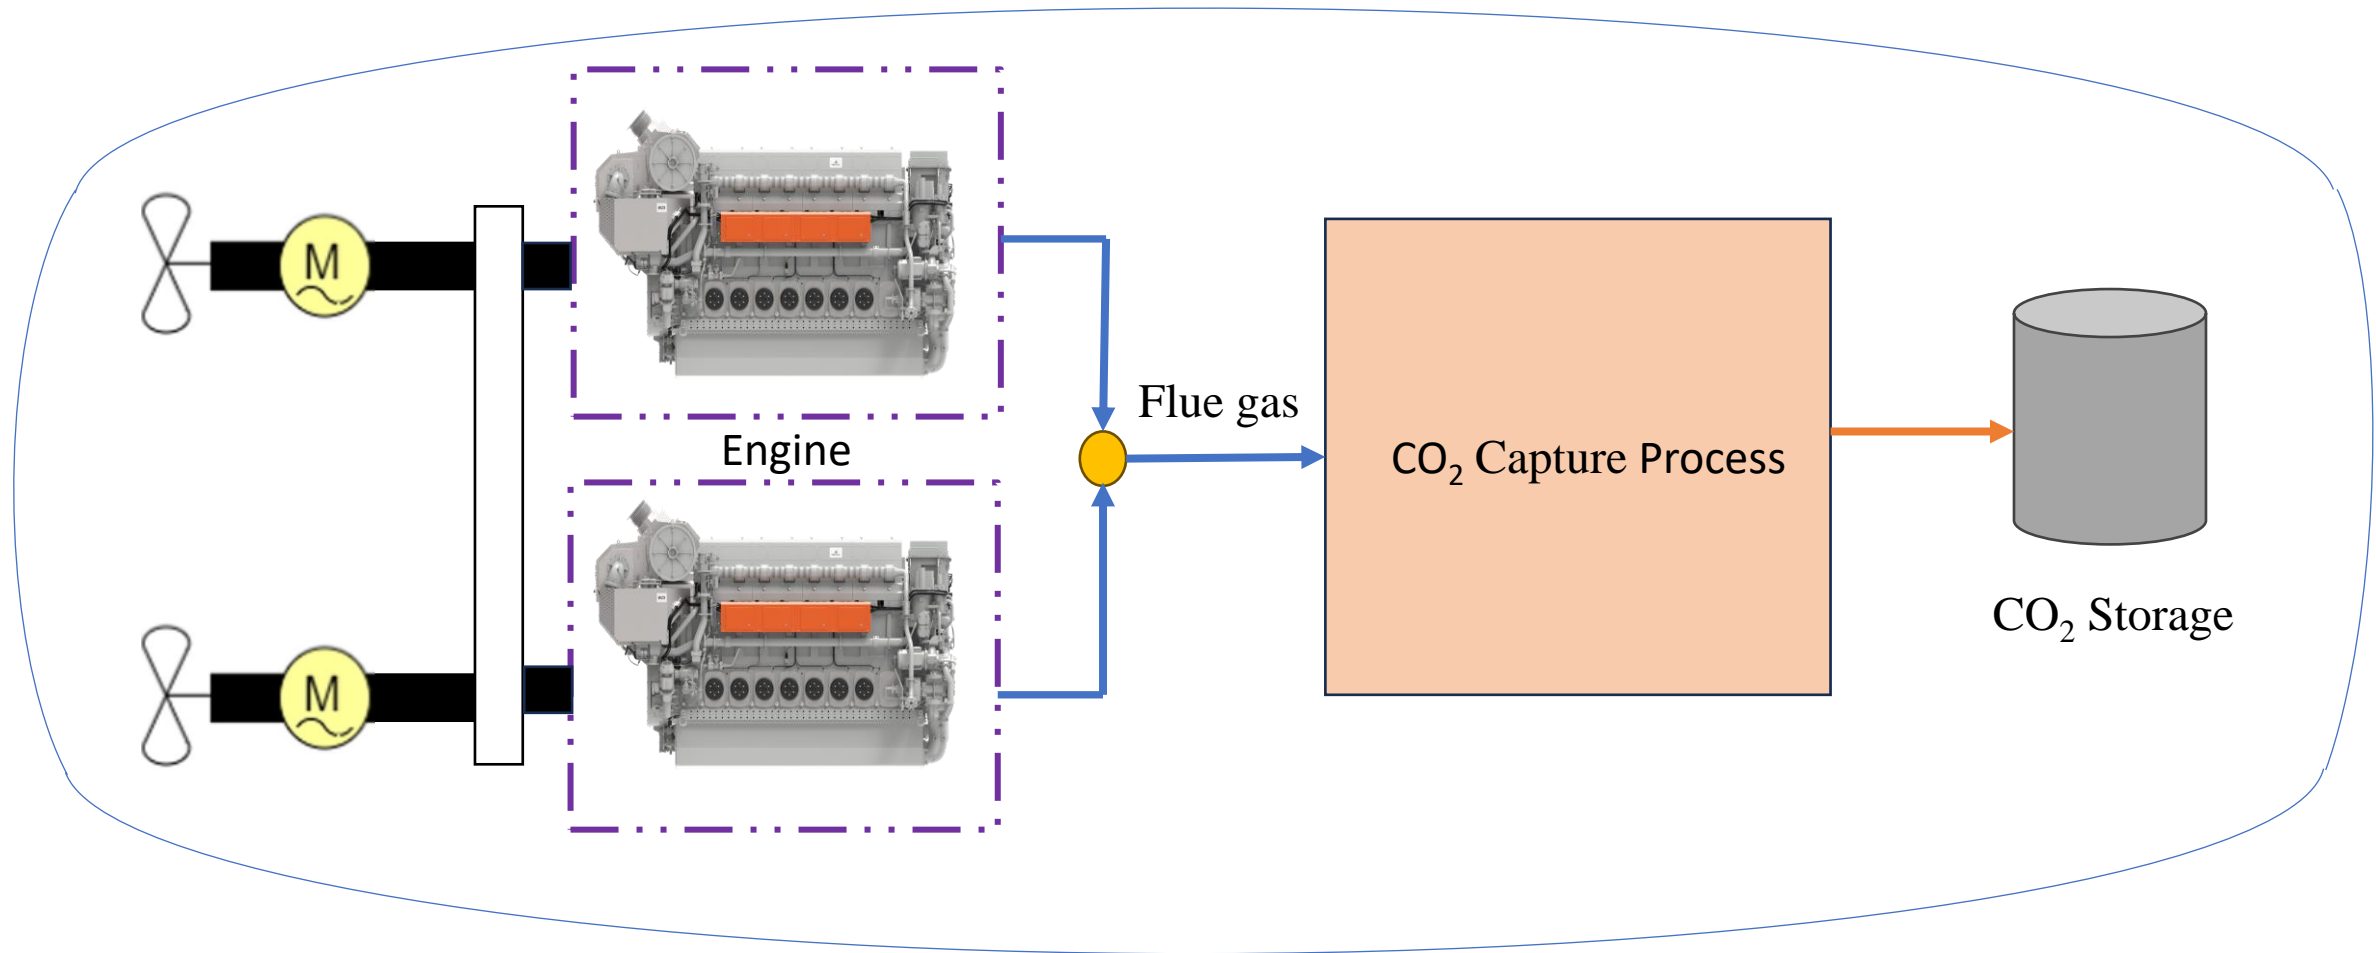 M
Engine
M
Flue gas
CO₂ Capture Process
CO₂ Storage